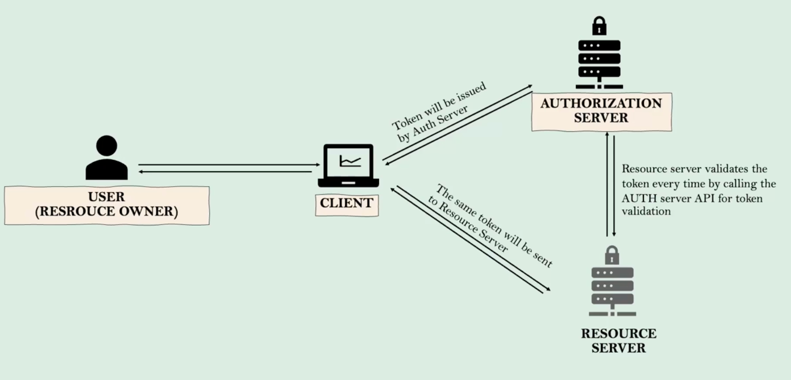 USER
(RESROUCE OWNER)
CLIENT
Token will be issued
by Auth Server
The same token will be sent
to Resource Server
AUTHORIZATION
SERVER
Resource server validates the
token every time by calling the
AUTH server API for token
validation
RESOURCE
SERVER